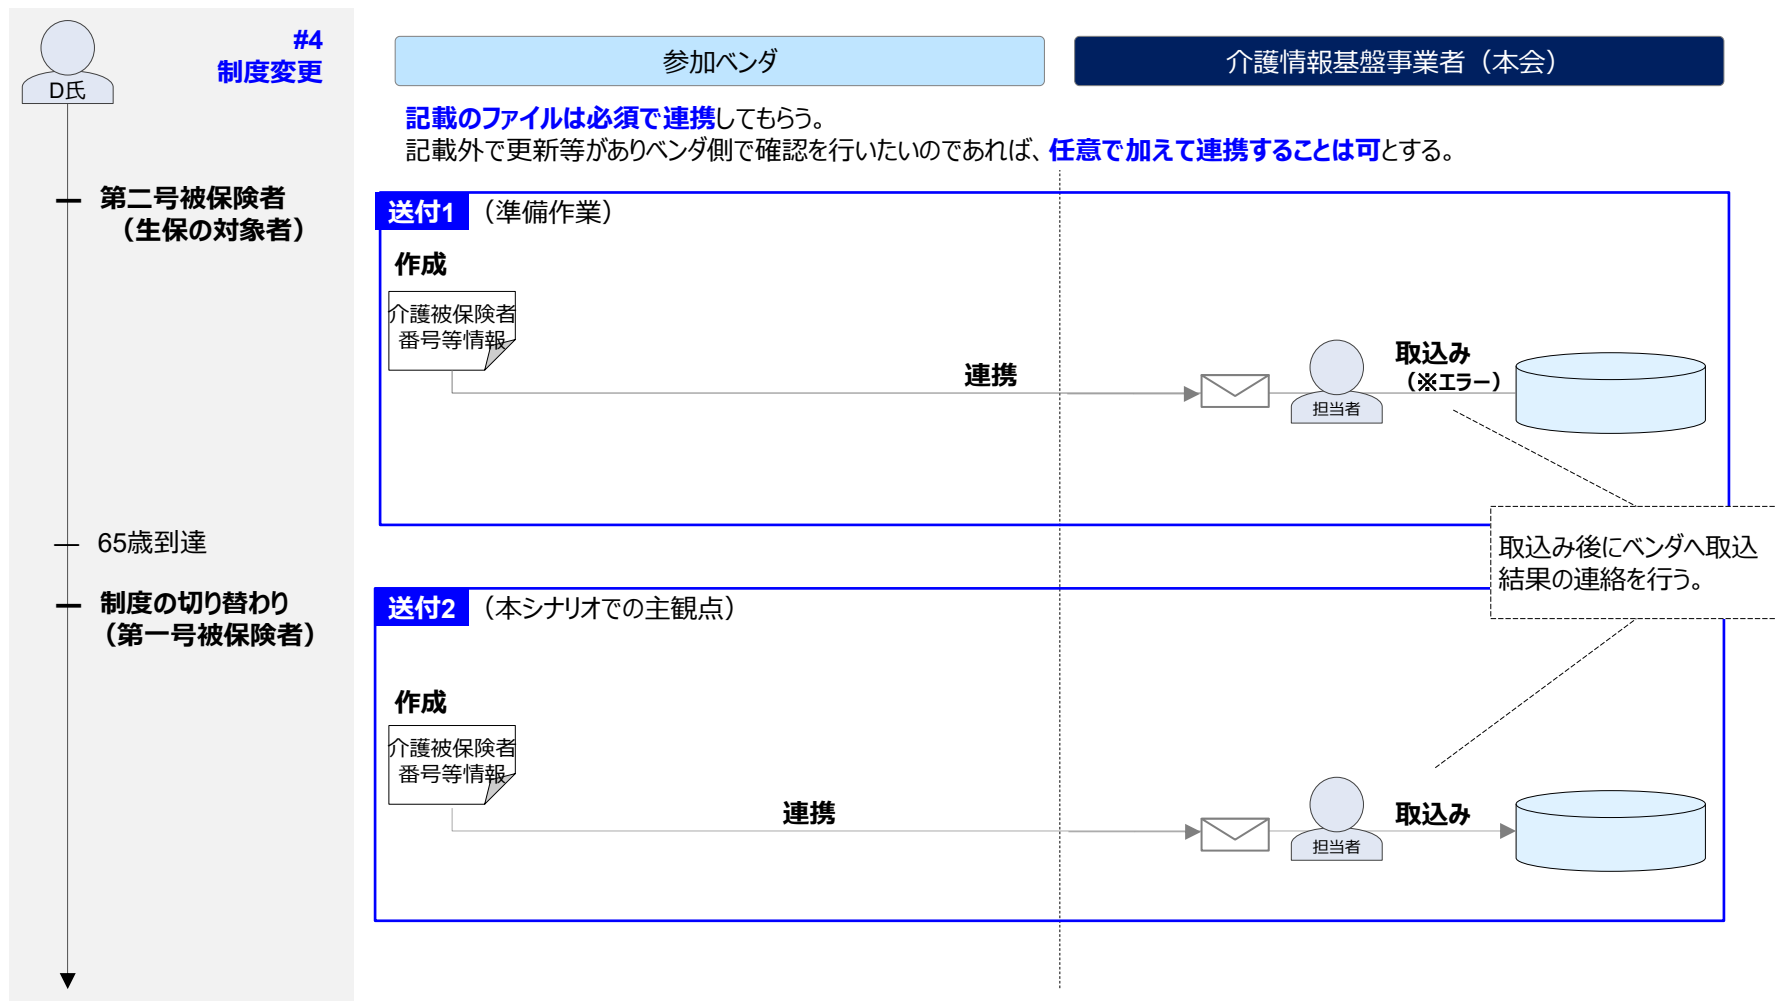 D氏
#4
制度変更
参加ベンダ
介護情報基盤事業者（本会）
記載のファイルは必須で連携してもらう。
記載外で更新等がありベンダ側で確認を行いたいのであれば、任意で加えて連携することは可とする。
第二号被保険者
（生保の対象者）
送付1
（準備作業）
作成
介護被保険者
番号等情報
連携
担当者
取込み
（※エラー）
65歳到達
取込み後にベンダへ取込
結果の連絡を行う。
制度の切り替わり
（第一号被保険者）
送付2
（本シナリオでの主観点）
作成
介護被保険者
番号等情報
連携
担当者
取込み